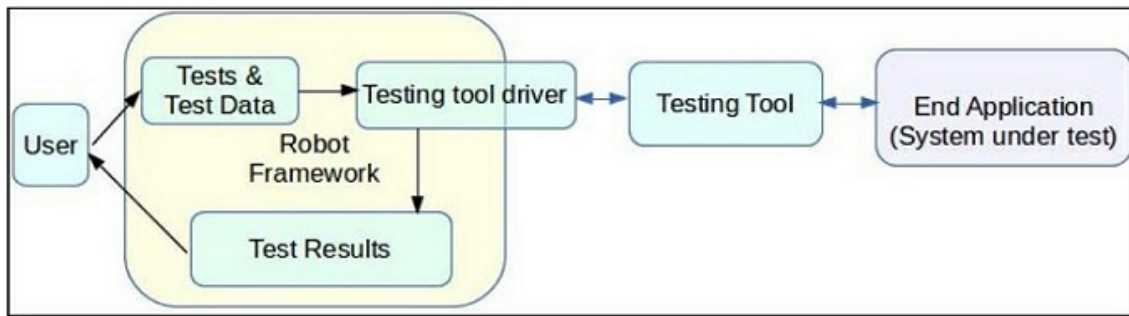 User
Tests &
Test Data
Testing tool driver
Robot
Framework
Test Results
Testing Tool
End Application
(System under test)